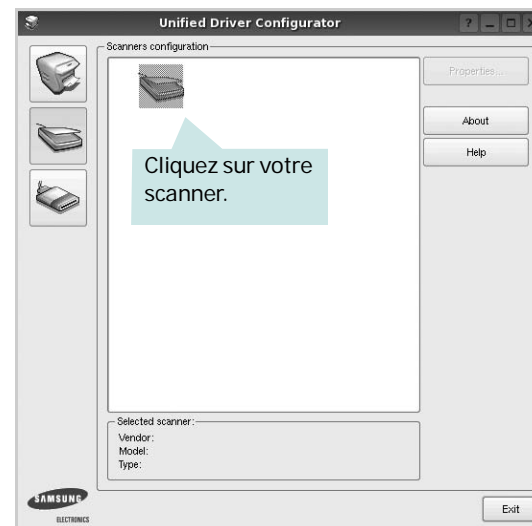 Unified Driver Configurator
Scanners configuration
Properties...
About
Help
Cliquez sur votre
scanner.
Selected scanner:
Vendor:
Model:
Type:
SAMSUNG
ELECTRONICS
Exit